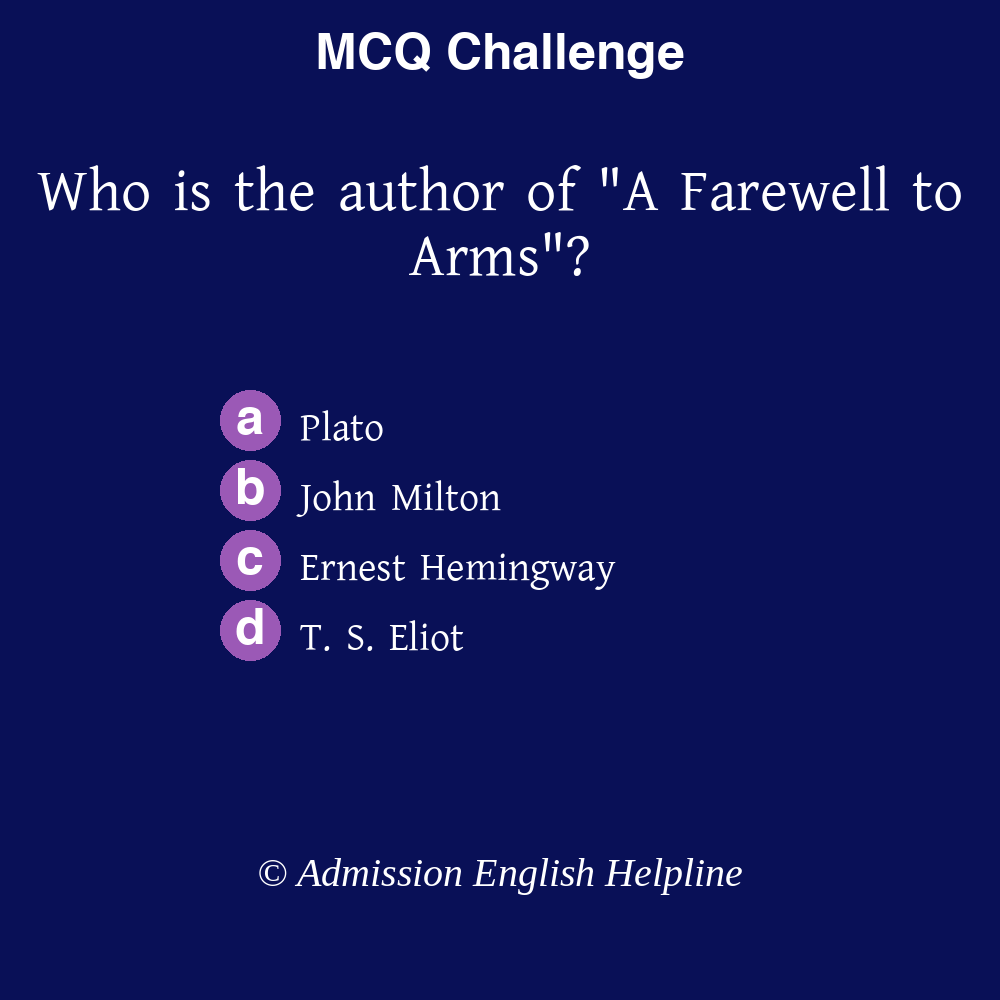 MCQ Challenge
Who is the author of "A Farewell to
Arms"?
a Plato
b John Milton
c Ernest Hemingway
d T. S. Eliot
© Admission English Helpline